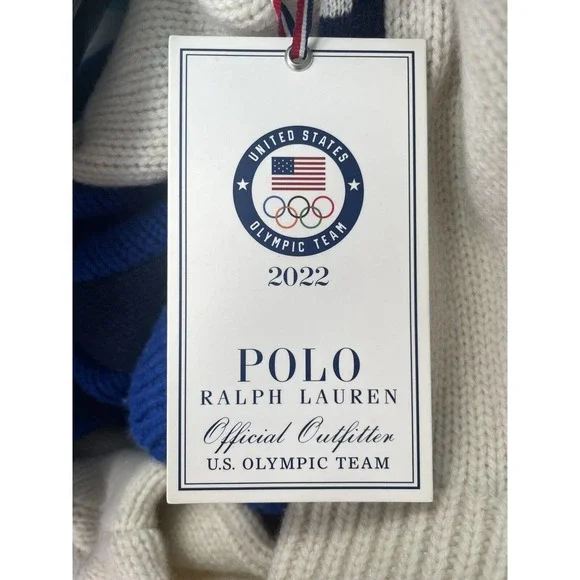 UNITED STATES
OLYMPIC TEAM
2022
POLO
RALPH LAUREN
Official Outfitter
U.S. OLYMPIC TEAM